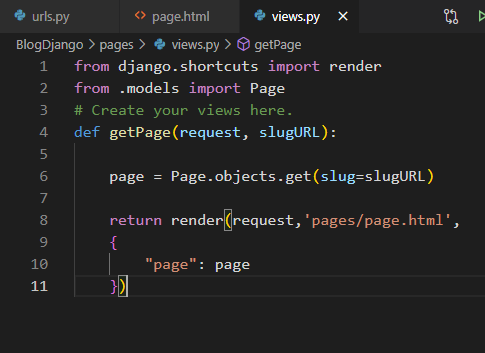 urls.py page.html views.py
BlogDjango > pages > views.py > getPage
1 from django.shortcuts import render
2 from .models import Page
3 # Create your views here.
4 def getPage(request, slugURL):
5
6 page = Page.objects.get(slug=slugURL)
7
8 return render(request,'pages/page.html',
9 {
10 "page": page
11 })